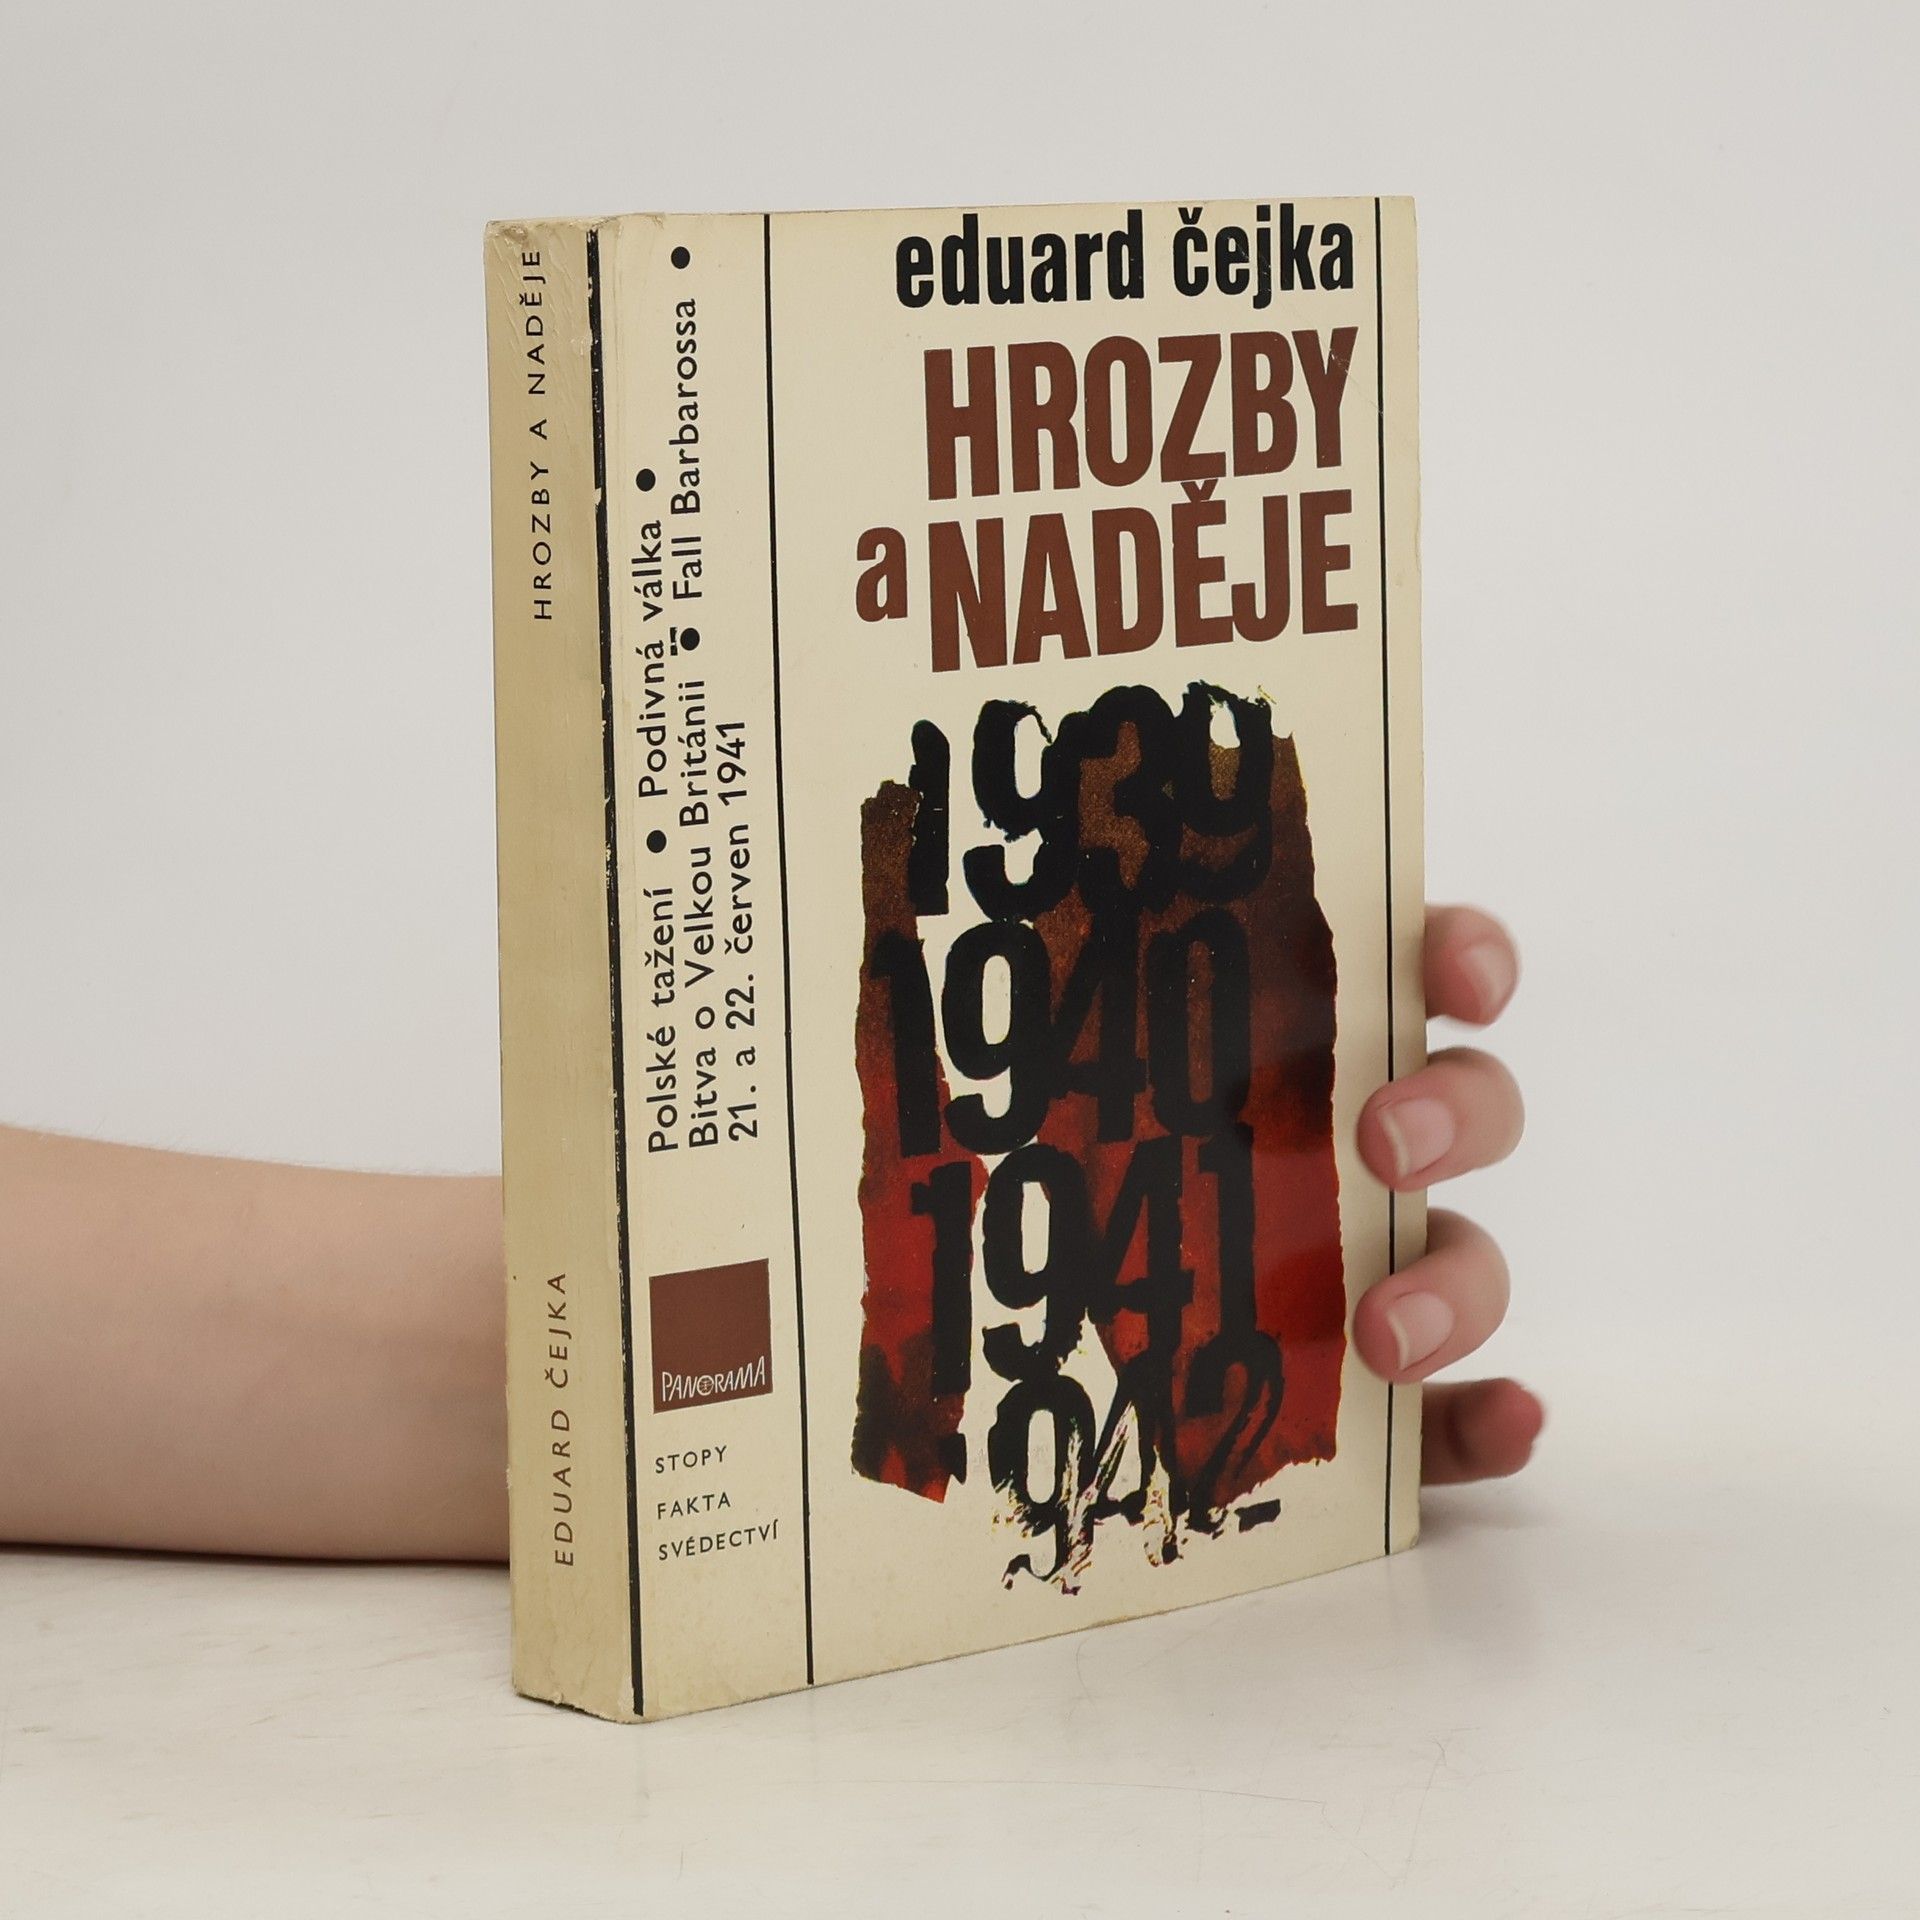 HROZBY A NADĚJE
EDUARD ČEJKA
Polské tažení • Podivná válka •
Bitva o Velkou Británii • Fall Barbarossa •
21. a 22. červen 1941
PANORAMA
STOPY
FAKTA
SVĚDECTVÍ
eduard čejka
HROZBY
a NADĚJE
1939
1940
1941
1942